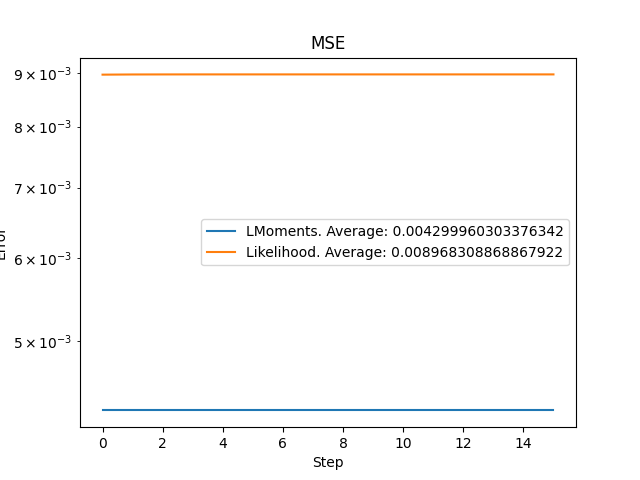 MSE
9 × 10⁻³
8 × 10⁻³
7 × 10⁻³
6 × 10⁻³
5 × 10⁻³
Error
LMoments. Average: 0.004299960303376342
Likelihood. Average: 0.008968308868867922
0 2 4 6 8 10 12 14
Step